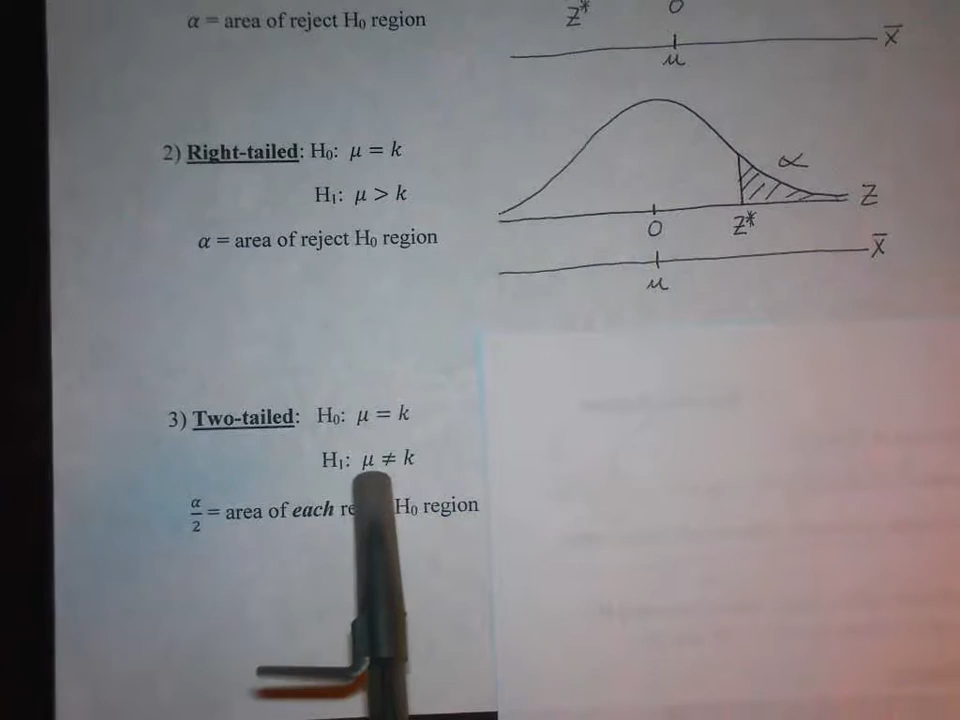 α = area of reject H₀ region
Z* 0
μ x̄
2) Right-tailed: H₀: μ = k
H₁: μ > k
α
Z
α = area of reject H₀ region
0 Z*
x̄
μ
3) Two-tailed: H₀: μ = k
H₁: μ ≠ k
α/2 = area of each re H₀ region